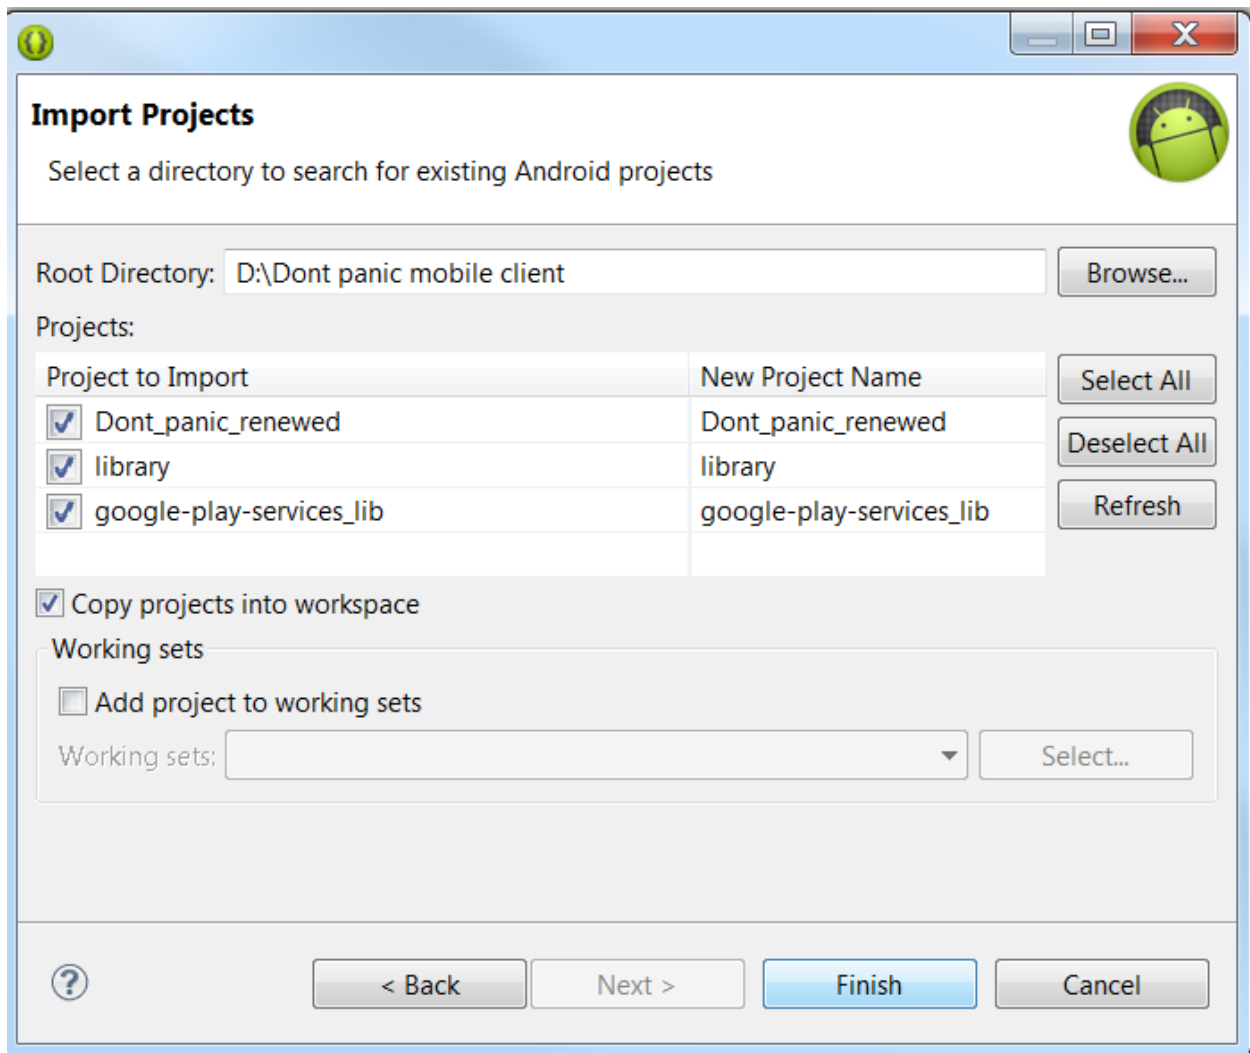 Import Projects
Select a directory to search for existing Android projects
Root Directory: D:\Dont panic mobile client Browse...
Projects:
Project to Import New Project Name Select All
Dont_panic_renewed Dont_panic_renewed
library library Deselect All
google-play-services_lib google-play-services_lib Refresh
Copy projects into workspace
Working sets
Add project to working sets
Working sets: Select...
? < Back Next > Finish Cancel